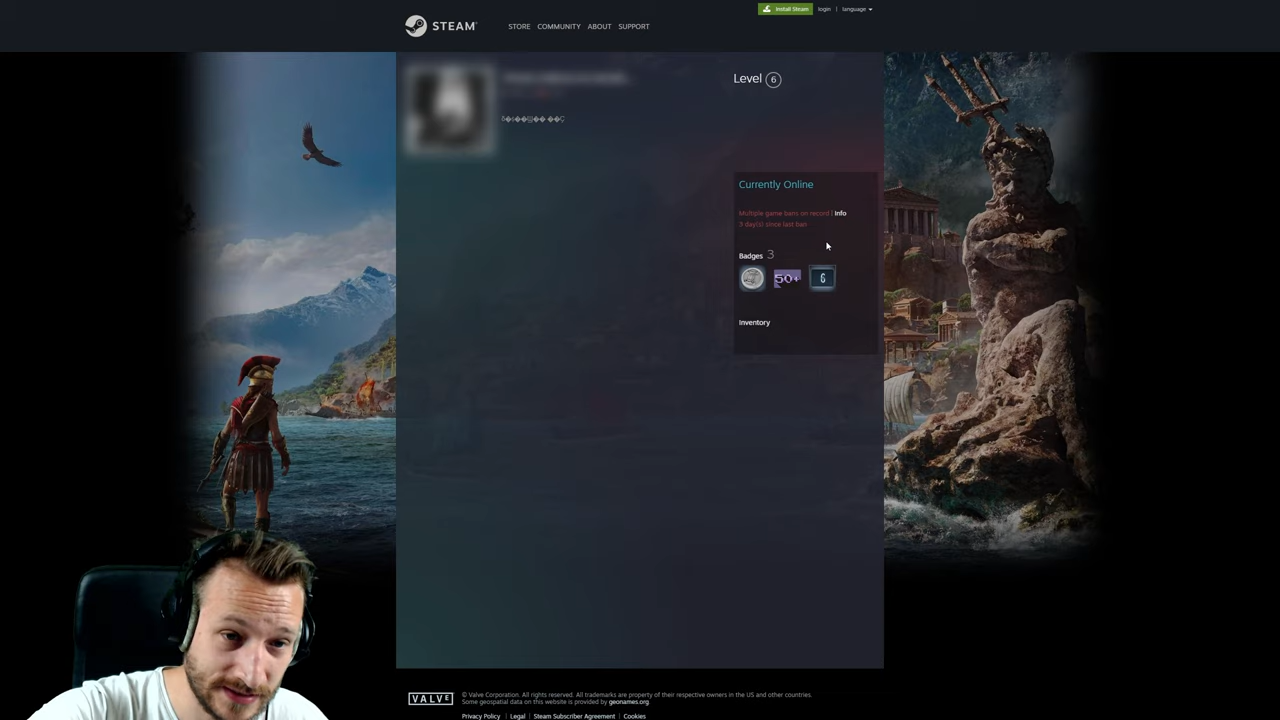 Install Steam login | language
STEAM® STORE COMMUNITY ABOUT SUPPORT
Level 6
Currently Online
Multiple game bans on record | Info
3 day(s) since last ban
Badges 3
50+ 6
Inventory
VALVE © Valve Corporation. All rights reserved. All trademarks are property of their respective owners in the US and other countries.
Some geospatial data on this website is provided by geonames.org.
Privacy Policy | Legal | Steam Subscriber Agreement | Cookies